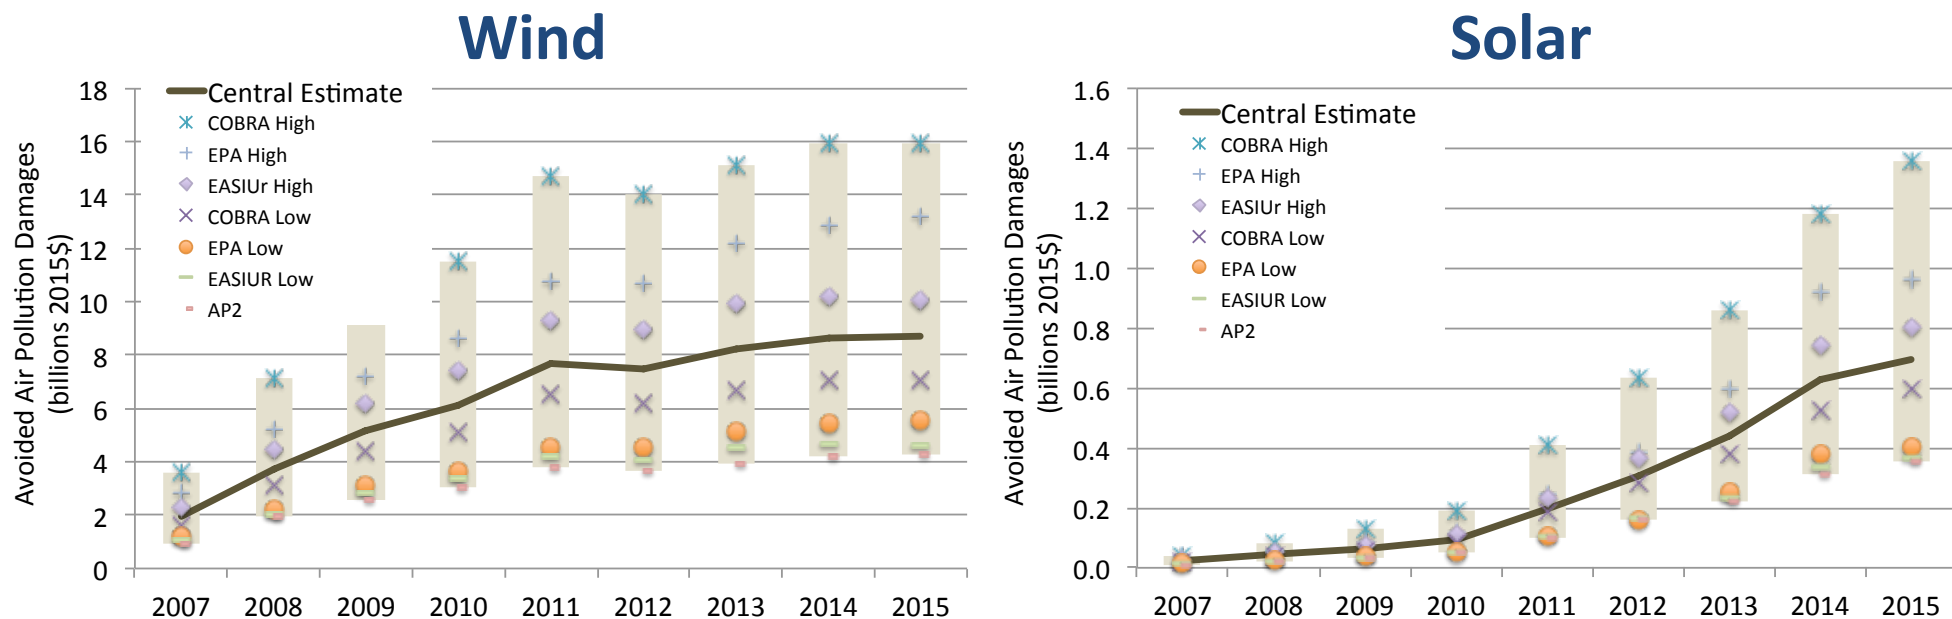 Wind
Avoided Air Pollution Damages
(billions 2015$)
18
16
14
12
10
8
6
4
2
0
Central Estimate
COBRA High
EPA High
EASIUr High
COBRA Low
EPA Low
EASIUR Low
AP2
2007 2008 2009 2010 2011 2012 2013 2014 2015
Solar
Avoided Air Pollution Damages
(billions 2015$)
1.6
1.4
1.2
1.0
0.8
0.6
0.4
0.2
0.0
Central Estimate
COBRA High
EPA High
EASIUr High
COBRA Low
EPA Low
EASIUR Low
AP2
2007 2008 2009 2010 2011 2012 2013 2014 2015